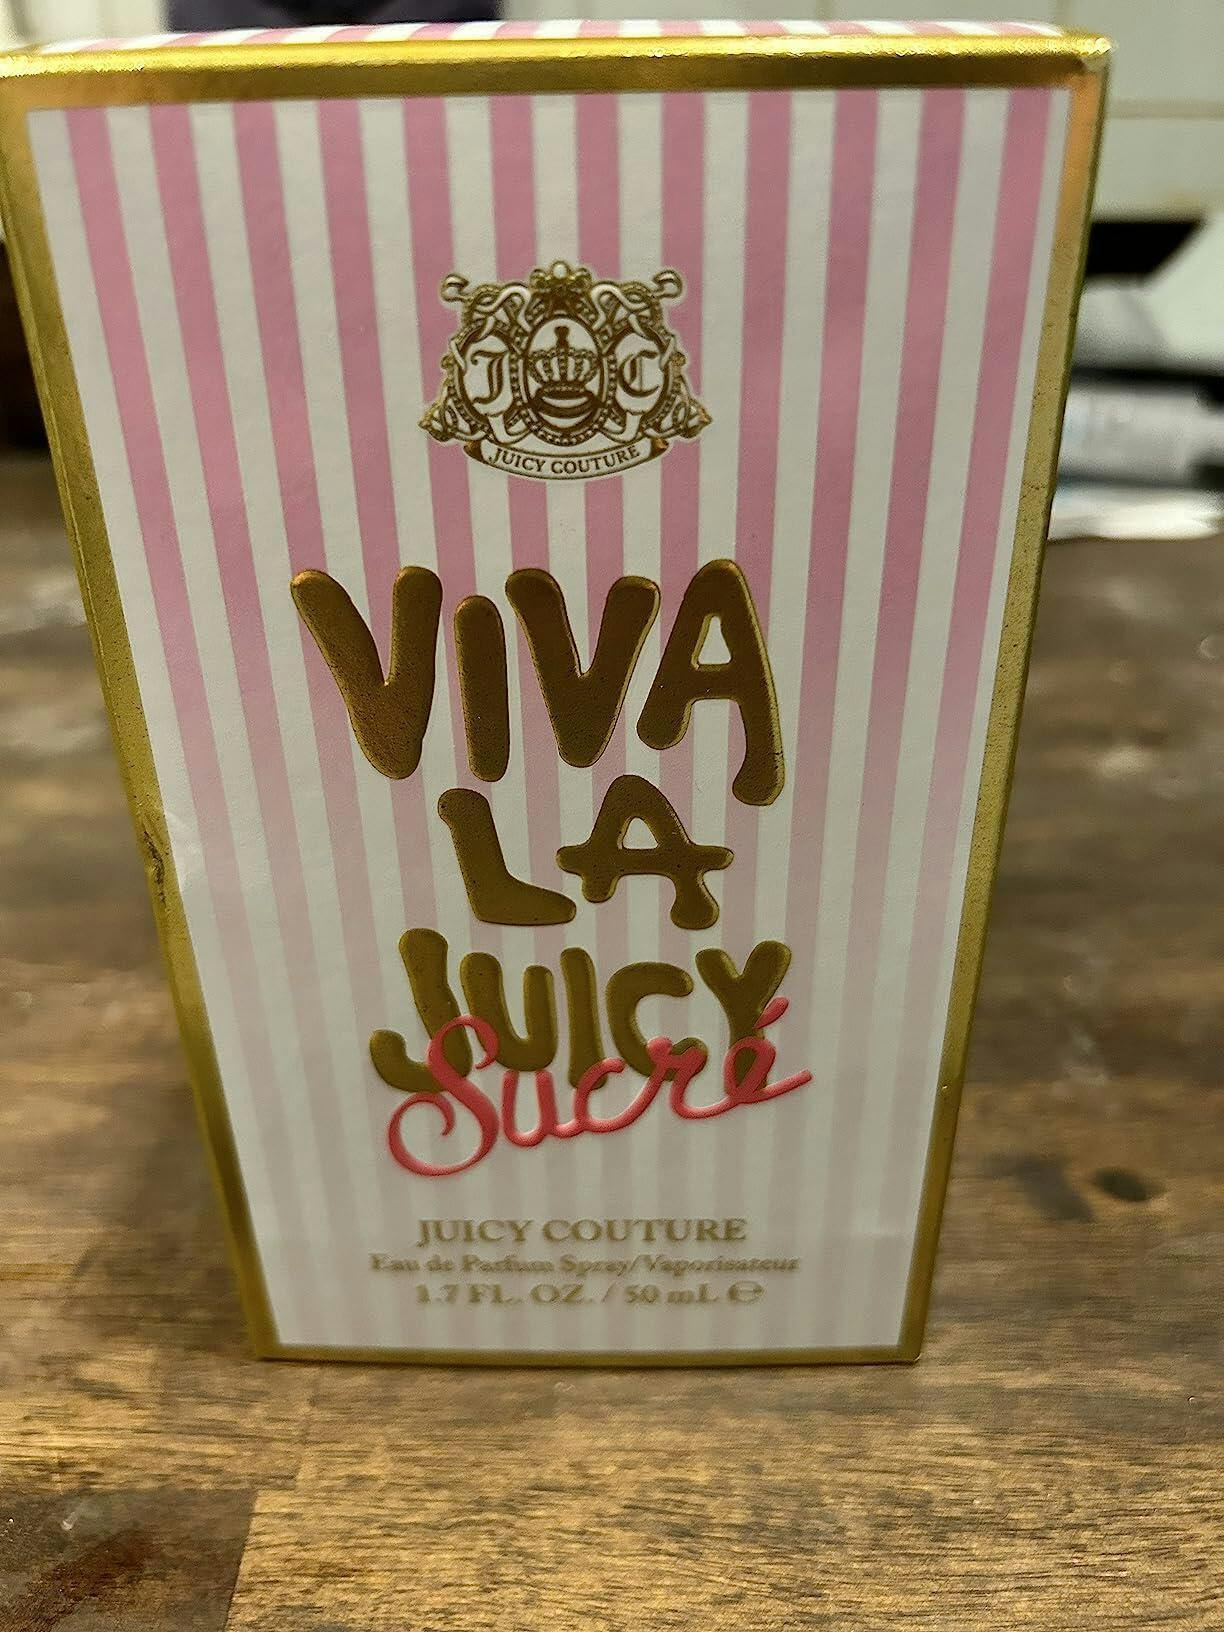 J C
JUICY COUTURE
VIVA
LA
JUICY
Sucré
JUICY COUTURE
Eau de Parfum Spray/Vaporisateur
1.7 FL. OZ. / 50 mL ℮